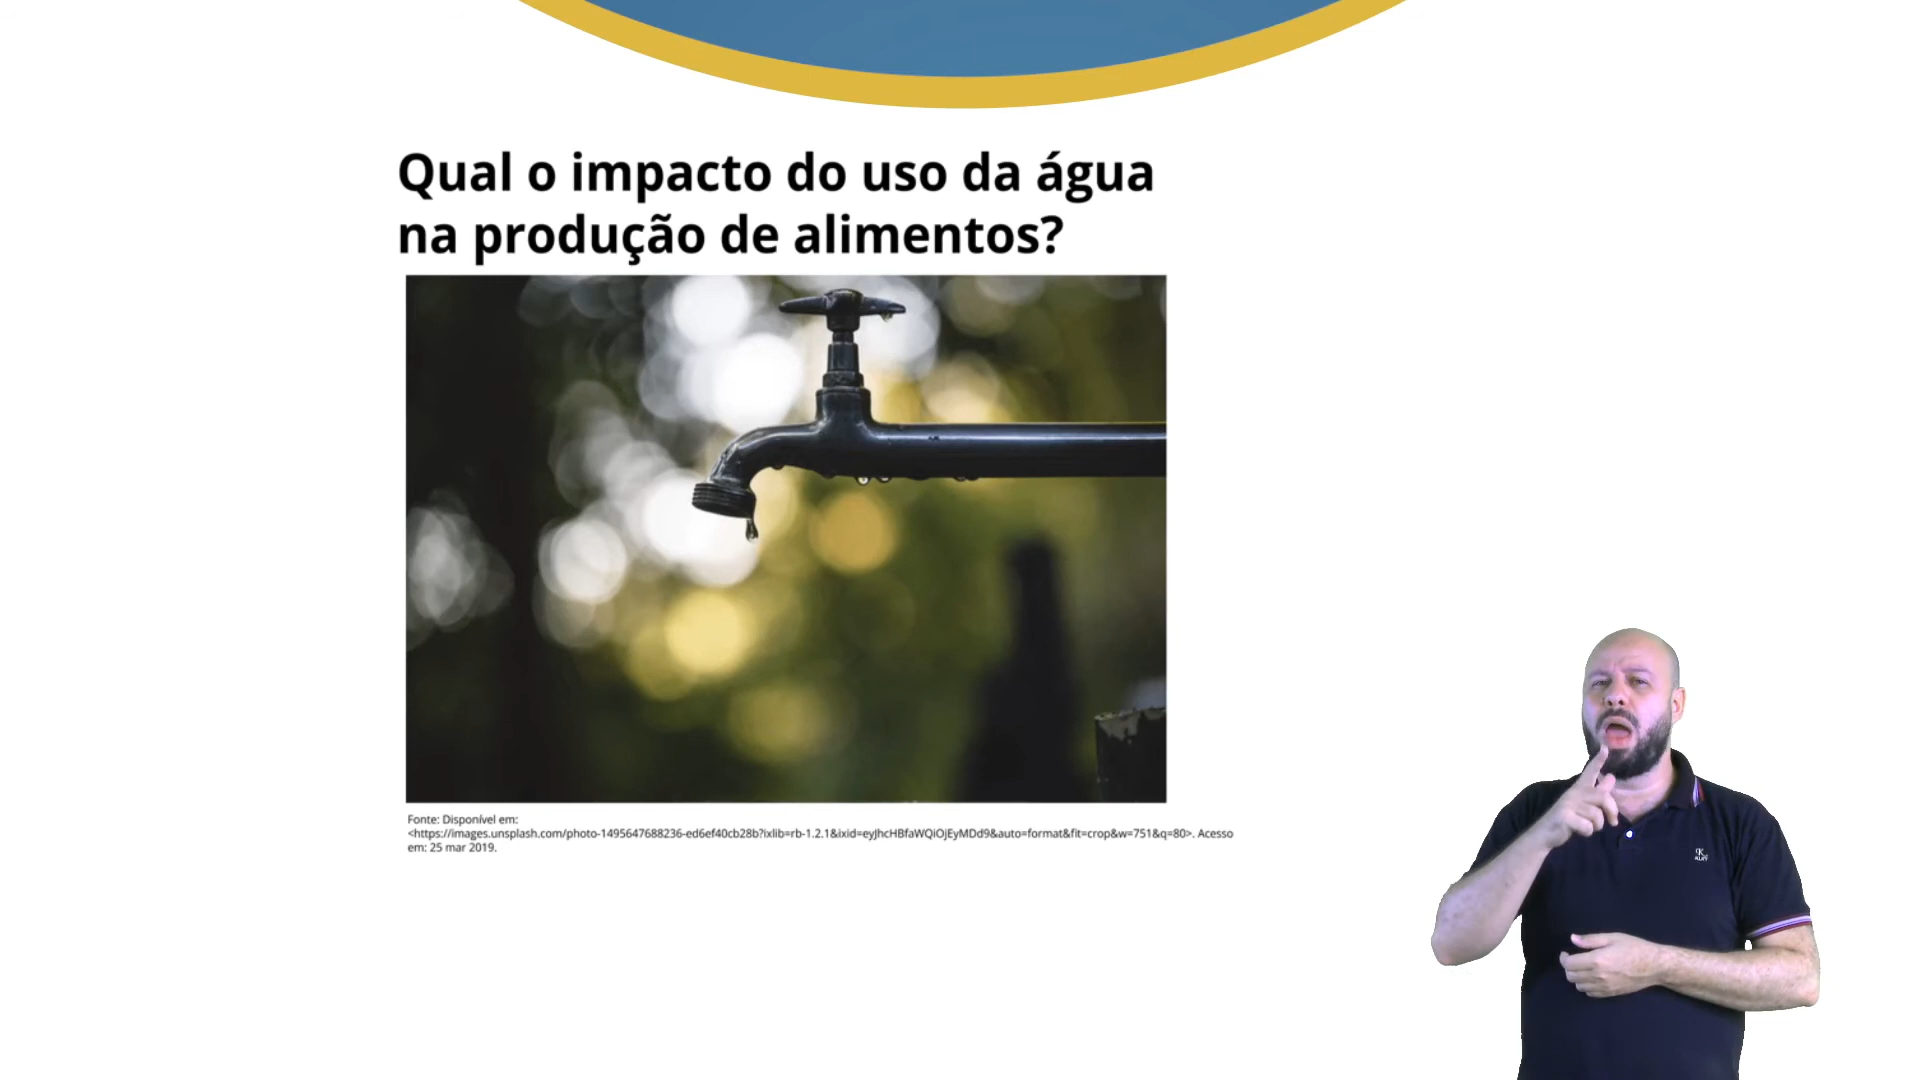 Qual o impacto do uso da água
na produção de alimentos?
Fonte: Disponível em:
<https://images.unsplash.com/photo-1495647688236-ed6ef40cb28b?ixlib=rb-1.2.1&ixid=eyJhcHBfaWQiOjEyMDd9&auto=format&fit=crop&w=751&q=80>. Acesso
em: 25 mar 2019.